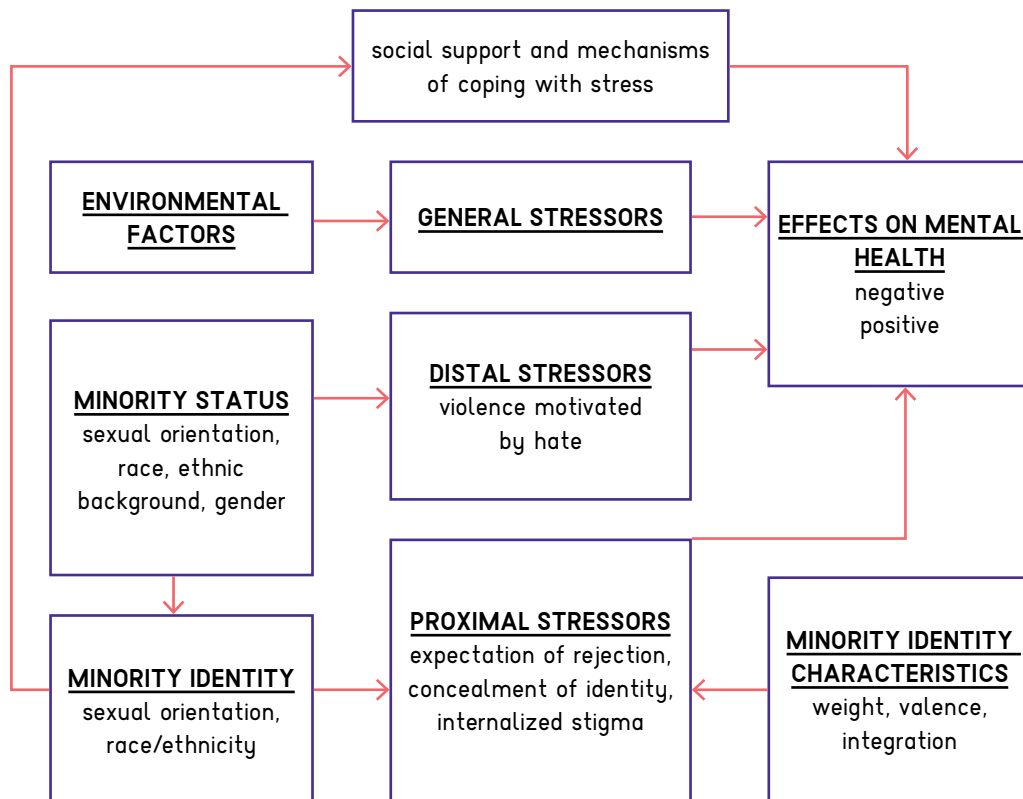 social support and mechanisms
of coping with stress
ENVIRONMENTAL
FACTORS
GENERAL STRESSORS
EFFECTS ON MENTAL
HEALTH
negative
positive
MINORITY STATUS
sexual orientation,
race, ethnic
background, gender
DISTAL STRESSORS
violence motivated
by hate
MINORITY IDENTITY
sexual orientation,
race/ethnicity
PROXIMAL STRESSORS
expectation of rejection,
concealment of identity,
internalized stigma
MINORITY IDENTITY
CHARACTERISTICS
weight, valence,
integration